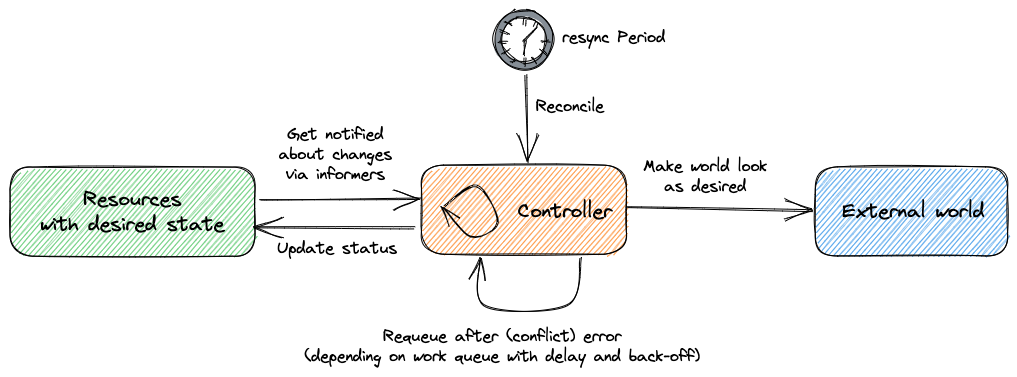 resync Period
Reconcile
Get notified
about changes
via informers
Make world look
as desired
Resources
with desired state
Controller
External world
Update status
Requeue after (conflict) error
(depending on work queue with delay and back-off)